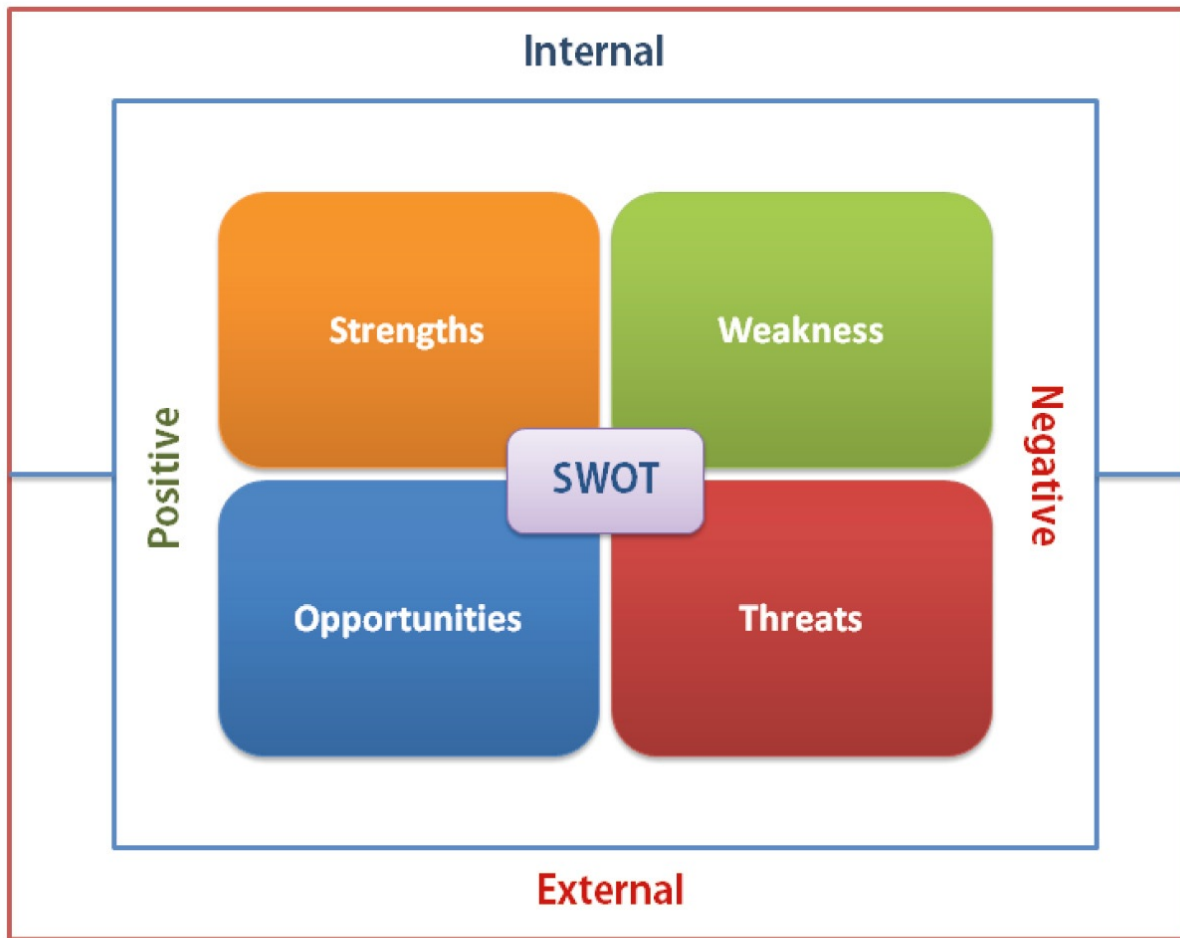 Internal
Strengths
Weakness
Positive
SWOT
Negative
Opportunities
Threats
External